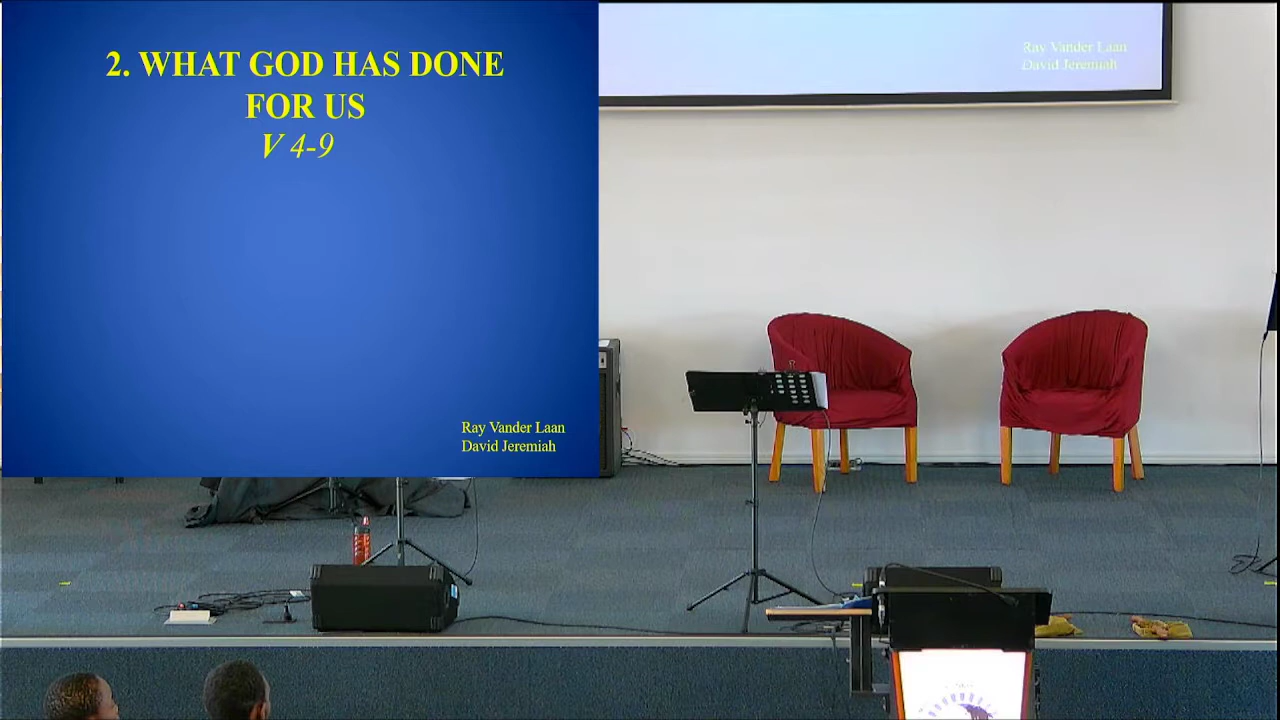 2. WHAT GOD HAS DONE
FOR US
V 4-9
Ray Vander Laan
David Jeremiah
Ray Vander Laan
David Jeremiah